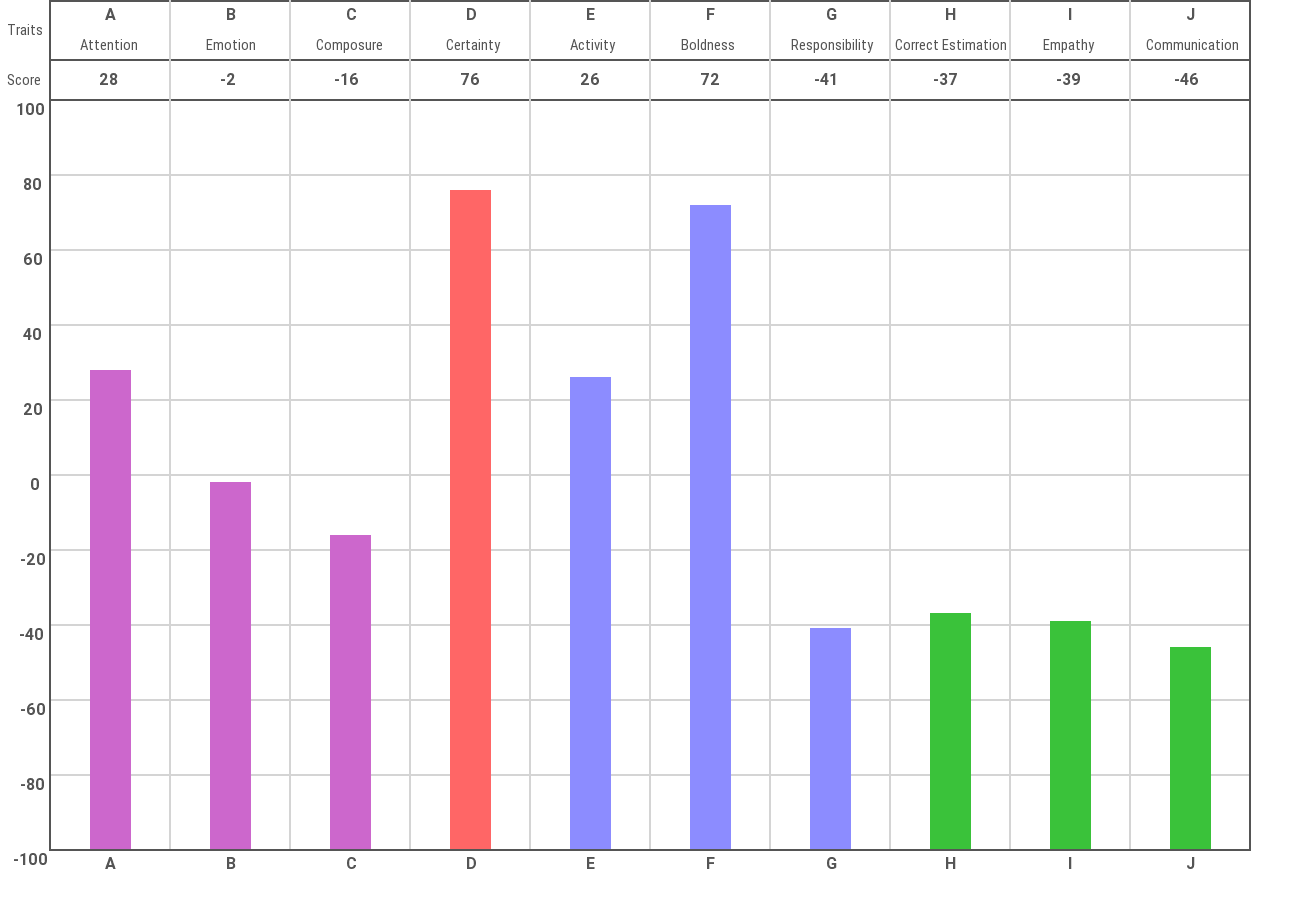 A B C D E F G H I J
Traits
Attention Emotion Composure Certainty Activity Boldness Responsibility Correct Estimation Empathy Communication
Score 28 -2 -16 76 26 72 -41 -37 -39 -46
100
80
60
40
20
0
-20
-40
-60
-80
-100
A B C D E F G H I J